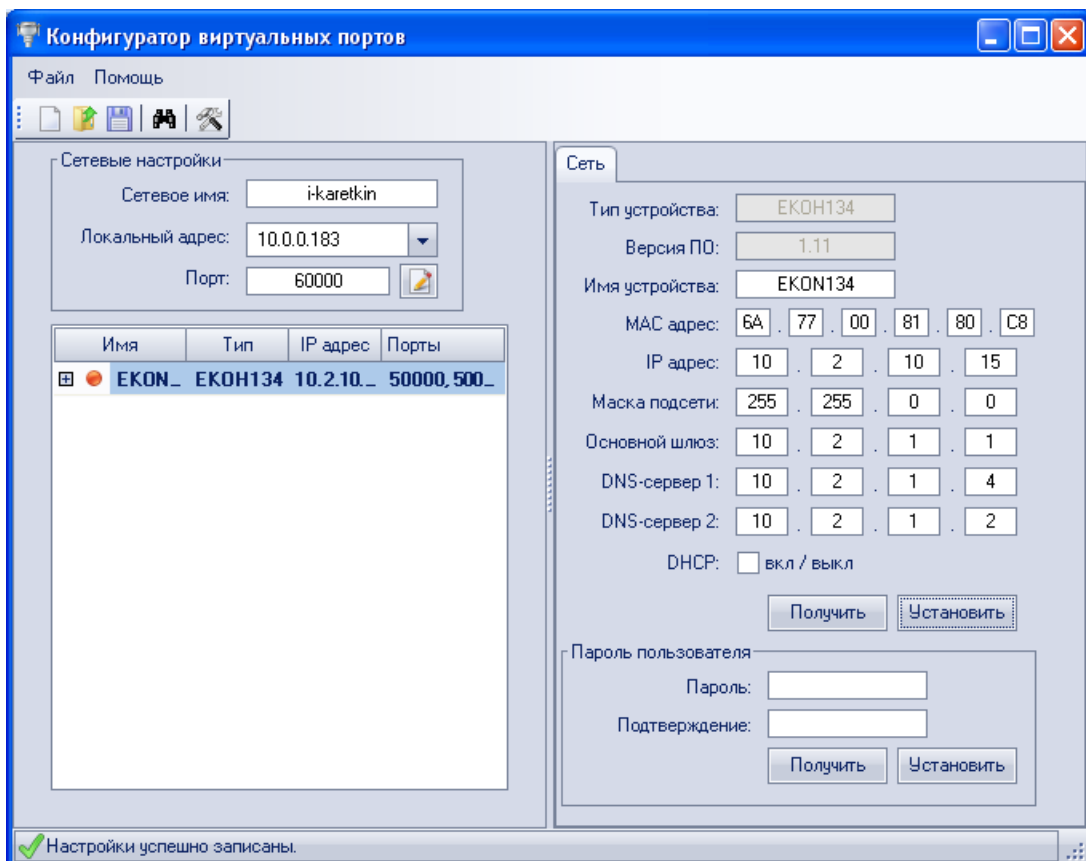 Конфигуратор виртуальных портов
Файл Помощь
Сетевые настройки
Сетевое имя: i-karetkin
Локальный адрес: 10.0.0.183
Порт: 60000
Имя Тип IP адрес Порты
EKON_ EKOH134 10.2.10._ 50000,500_
Сеть
Тип устройства: EKOH134
Версия ПО: 1.11
Имя устройства: EKON134
MAC адрес: 6A . 77 . 00 . 81 . 80 . C8
IP адрес: 10 . 2 . 10 . 15
Маска подсети: 255 . 255 . 0 . 0
Основной шлюз: 10 . 2 . 1 . 1
DNS-сервер 1: 10 . 2 . 1 . 4
DNS-сервер 2: 10 . 2 . 1 . 2
DHCP: вкл / выкл
Получить Установить
Пароль пользователя
Пароль:
Подтверждение:
Получить Установить
Настройки успешно записаны.